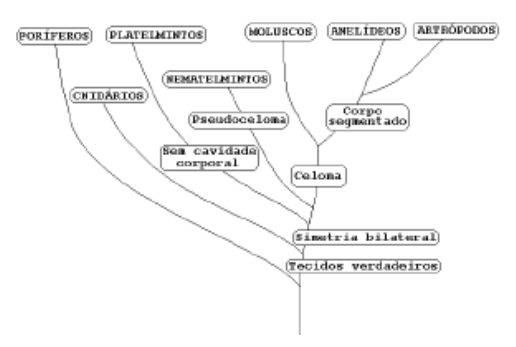 PORÍFEROS
PLATELMINTOS
MOLUSCOS
ANELÍDEOS
ARTRÓPODOS
NEMATELMINTOS
CNIDÁRIOS
Pseudoceloma
Corpo
segmentado
Sem cavidade
corporal
Celoma
Simetria bilateral
Tecidos verdadeiros